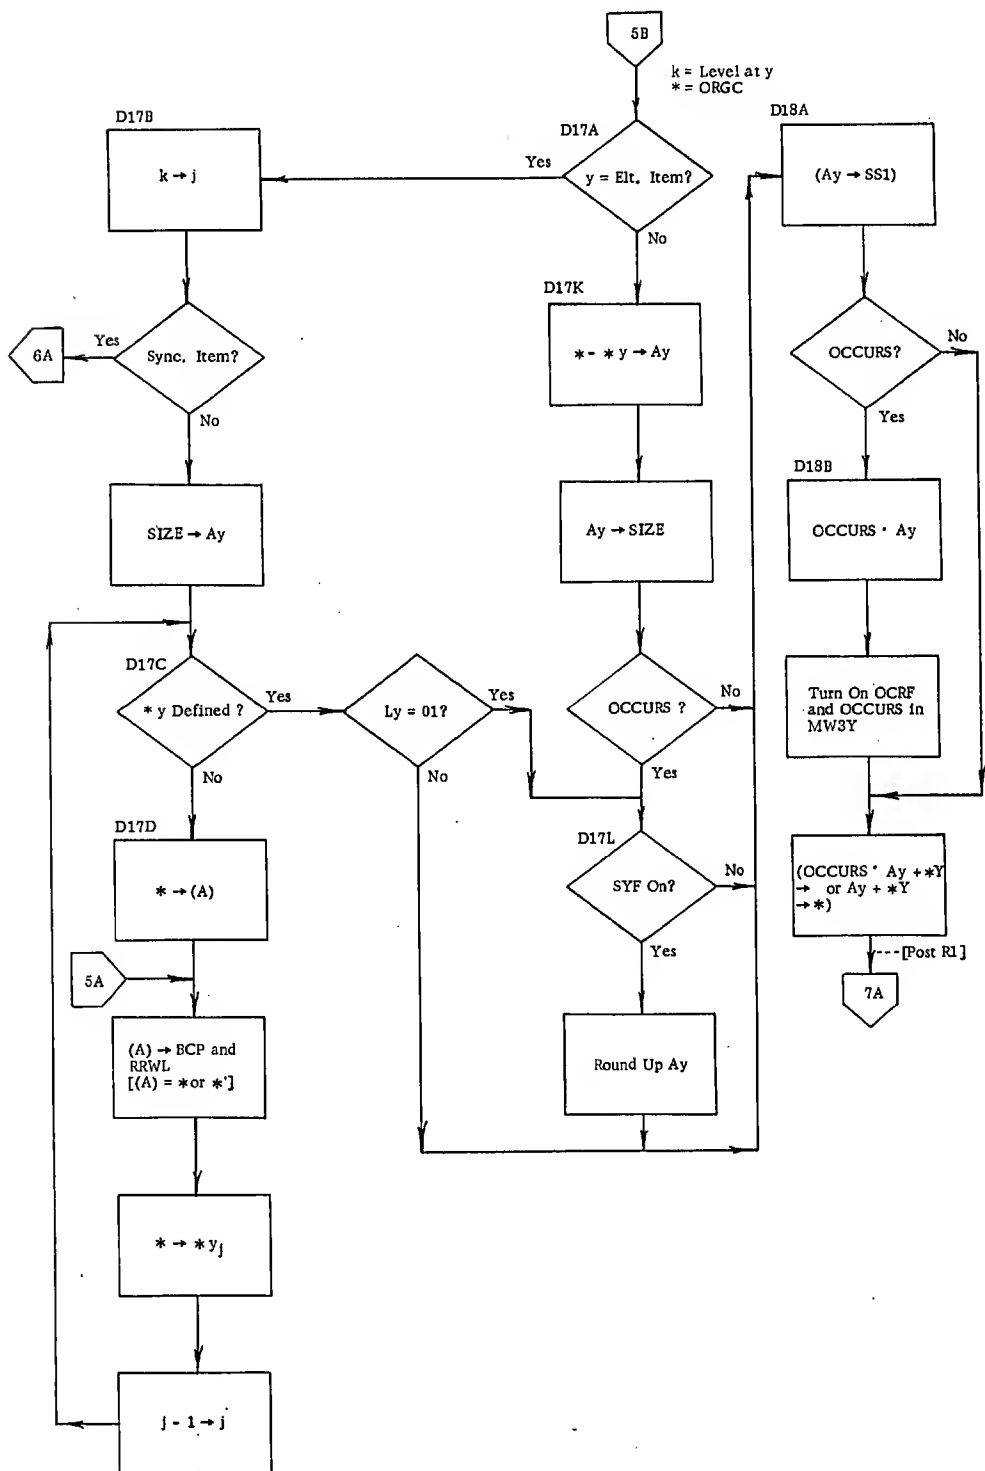 5B
k = Level at y
* = ORGC
D17A
y = Elt. Item?
Yes
No
D17B
k → j
Sync. Item?
Yes
6A
No
SIZE → Ay
D17C
* y Defined ?
Yes
No
D17D
* → (A)
5A
(A) → BCP and
RRWL
[(A) = * or *']
* → * yj
j - 1 → j
Ly = 01?
Yes
No
D17K
* - * y → Ay
Ay → SIZE
OCCURS ?
No
Yes
D17L
SYF On?
No
Yes
Round Up Ay
D18A
(Ay → SS1)
OCCURS?
No
Yes
D18B
OCCURS · Ay
Turn On OCRF
and OCCURS in
MW3Y
(OCCURS · Ay + *Y
→ or Ay + *Y
→ *)
---[Post R1]
7A